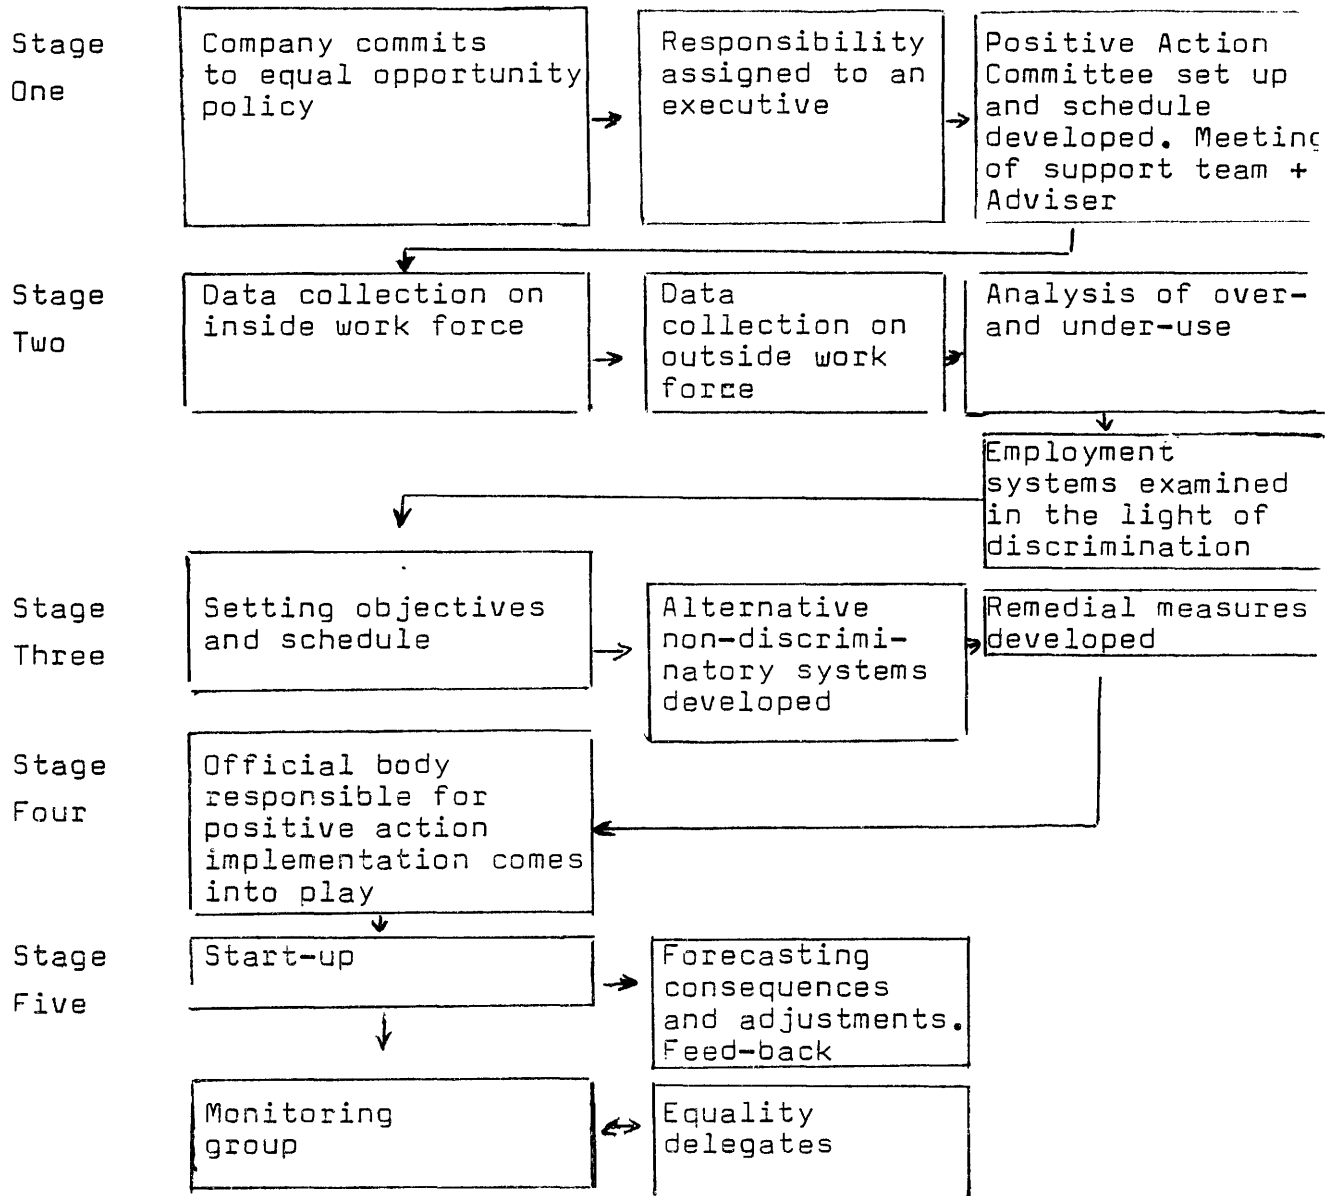 Stage
One
Company commits
to equal opportunity
policy
Responsibility
assigned to an
executive
Positive Action
Committee set up
and schedule
developed. Meeting
of support team +
Adviser
Stage
Two
Data collection on
inside work force
Data
collection on
outside work
force
Analysis of over-
and under-use
Employment
systems examined
in the light of
discrimination
Stage
Three
Setting objectives
and schedule
Alternative
non-discrimi-
natory systems
developed
Remedial measures
developed
Stage
Four
Official body
responsible for
positive action
implementation comes
into play
Stage
Five
Start-up
Forecasting
consequences
and adjustments.
Feed-back
Monitoring
group
Equality
delegates